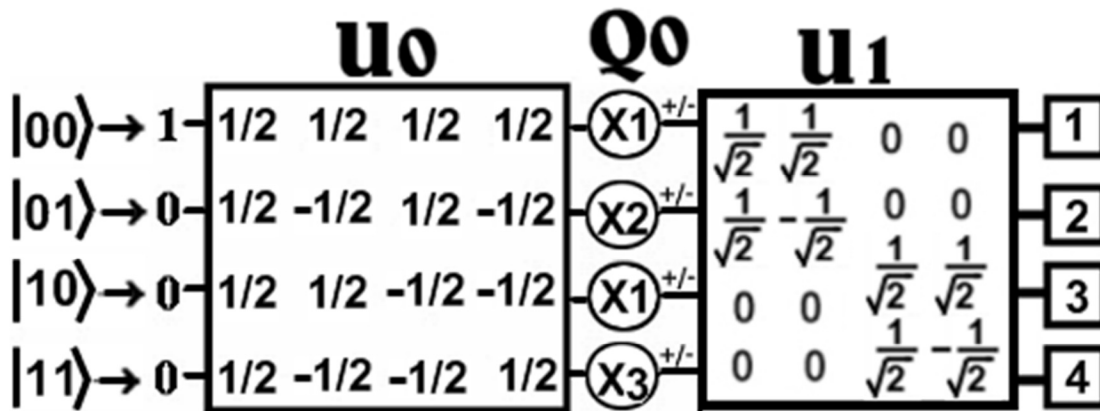 u0 Q0 u1
|00⟩→1 1/2 1/2 1/2 1/2 X1 +/- 1/√2 1/√2 0 0 1
|01⟩→0 1/2 -1/2 1/2 -1/2 X2 +/- 1/√2 -1/√2 0 0 2
|10⟩→0 1/2 1/2 -1/2 -1/2 X1 +/- 0 0 1/√2 1/√2 3
|11⟩→0 1/2 -1/2 -1/2 1/2 X3 +/- 0 0 1/√2 -1/√2 4